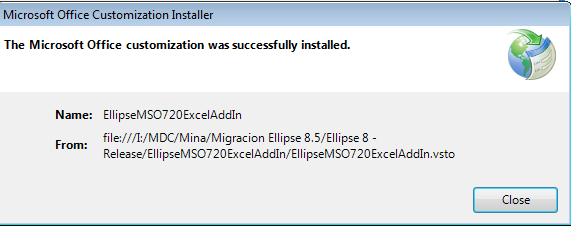 Microsoft Office Customization Installer
The Microsoft Office customization was successfully installed.
Name: EllipseMSO720ExcelAddIn
From: file:///I:/MDC/Mina/Migracion Ellipse 8.5/Ellipse 8 -
Release/EllipseMSO720ExcelAddIn/EllipseMSO720ExcelAddIn.vsto
Close